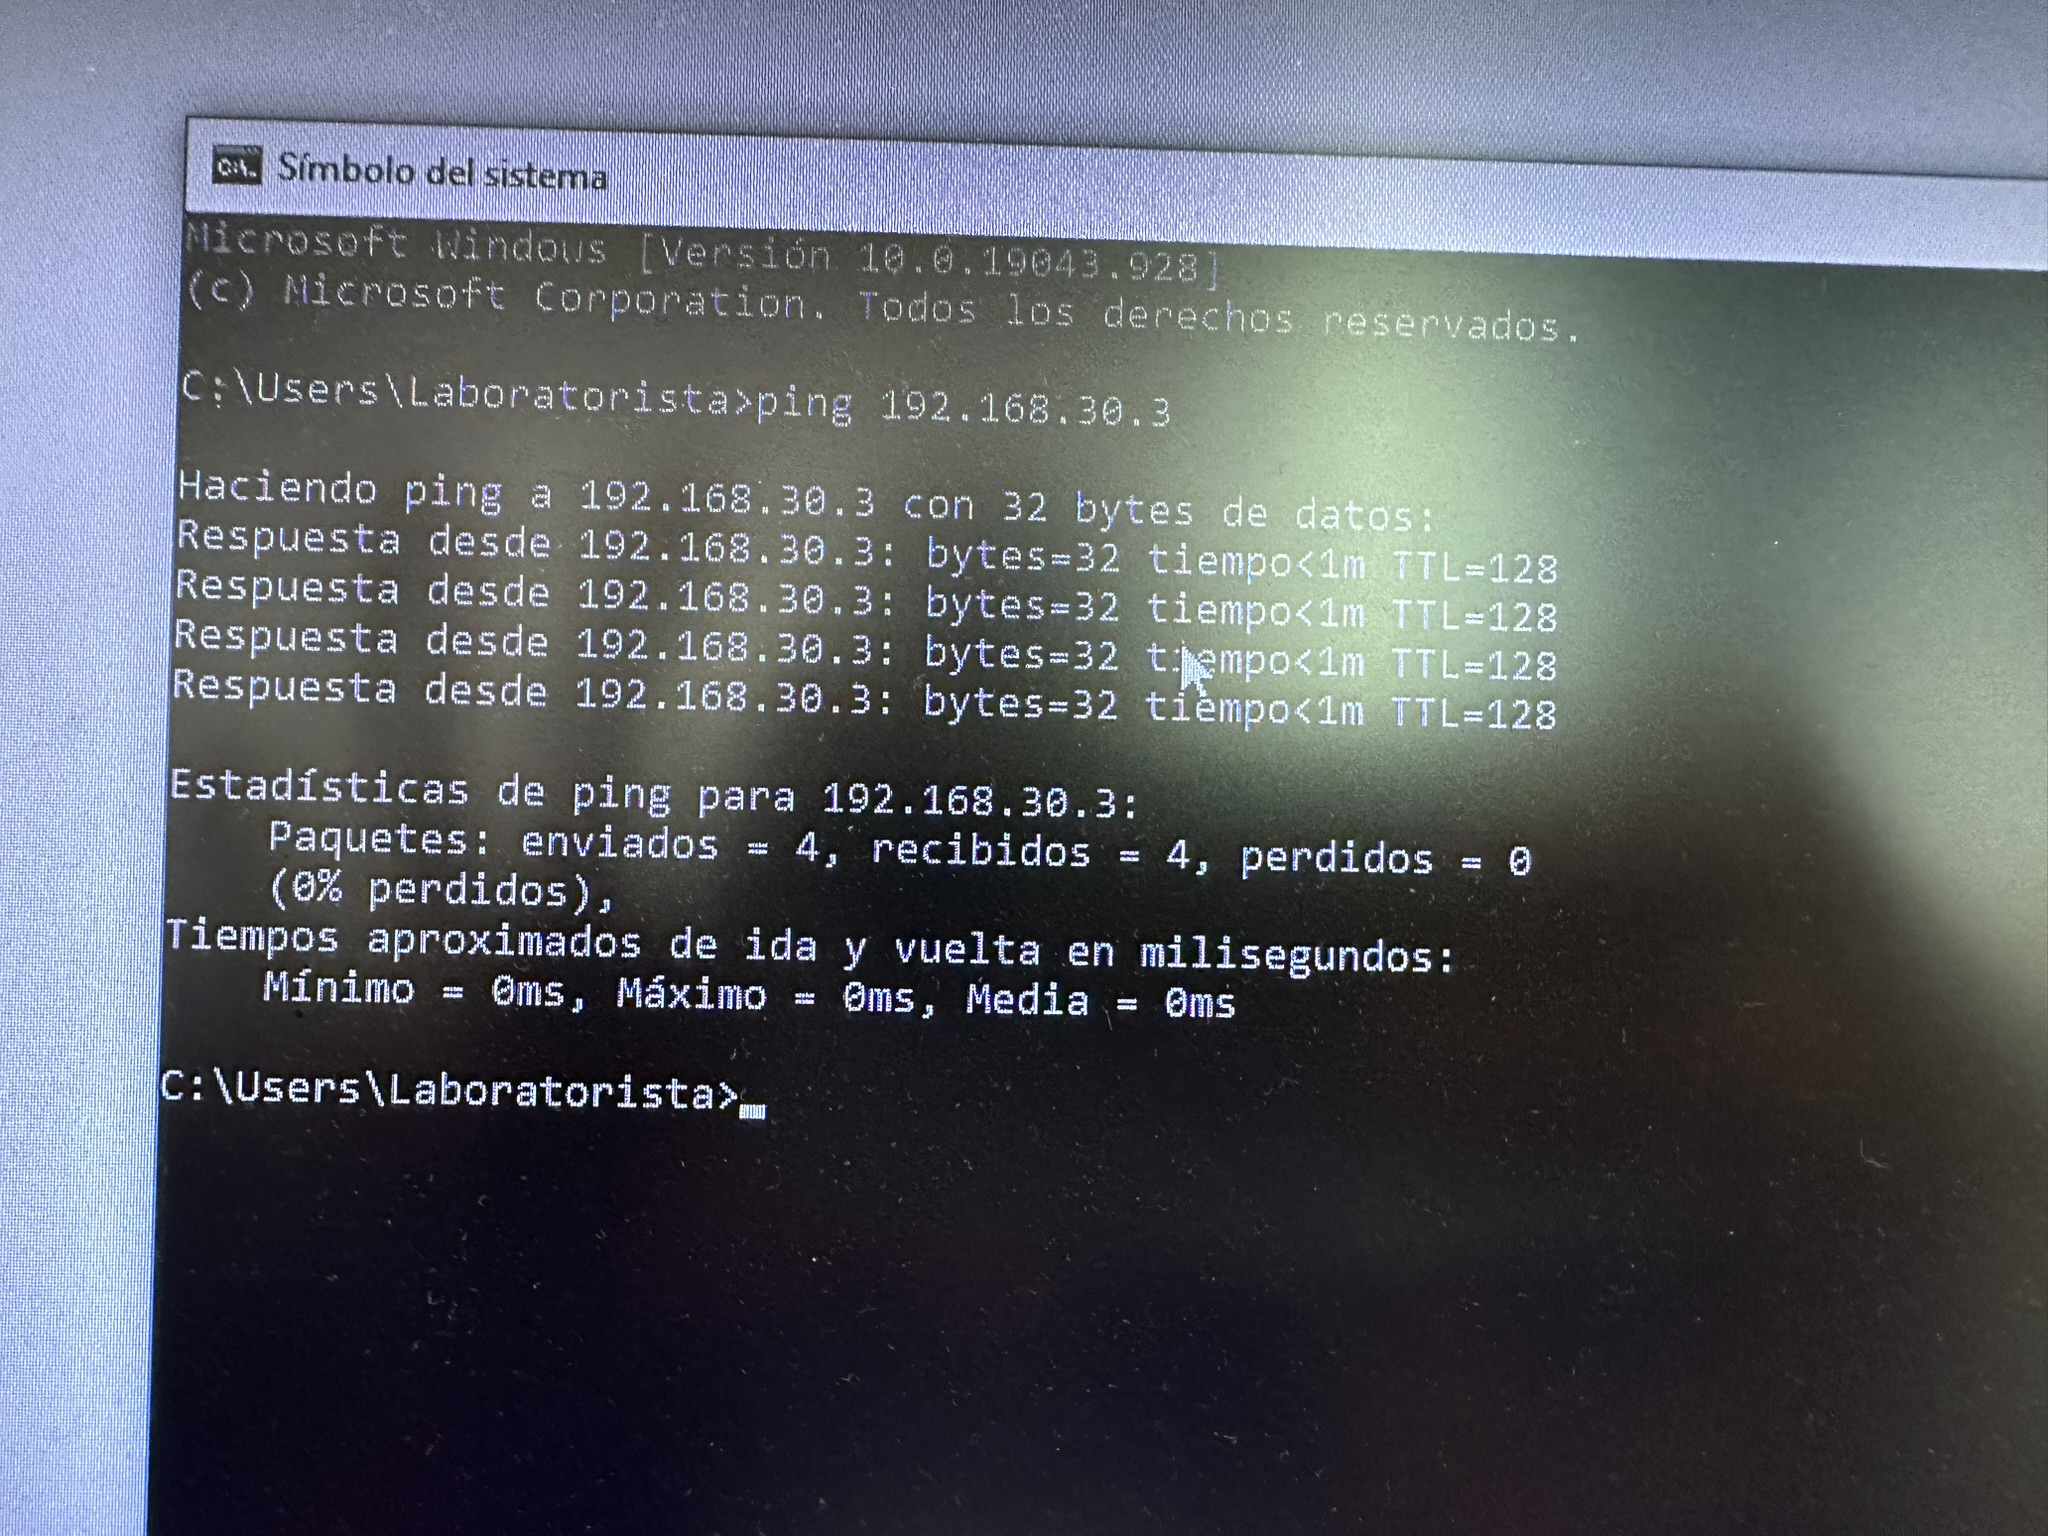 Símbolo del sistema
Microsoft Windows [Versión 10.0.19043.928]
(c) Microsoft Corporation. Todos los derechos reservados.
C:\Users\Laboratorista>ping 192.168.30.3
Haciendo ping a 192.168.30.3 con 32 bytes de datos:
Respuesta desde 192.168.30.3: bytes=32 tiempo<1m TTL=128
Respuesta desde 192.168.30.3: bytes=32 tiempo<1m TTL=128
Respuesta desde 192.168.30.3: bytes=32 tiempo<1m TTL=128
Respuesta desde 192.168.30.3: bytes=32 tiempo<1m TTL=128
Estadísticas de ping para 192.168.30.3:
Paquetes: enviados = 4, recibidos = 4, perdidos = 0
(0% perdidos),
Tiempos aproximados de ida y vuelta en milisegundos:
Mínimo = 0ms, Máximo = 0ms, Media = 0ms
C:\Users\Laboratorista>